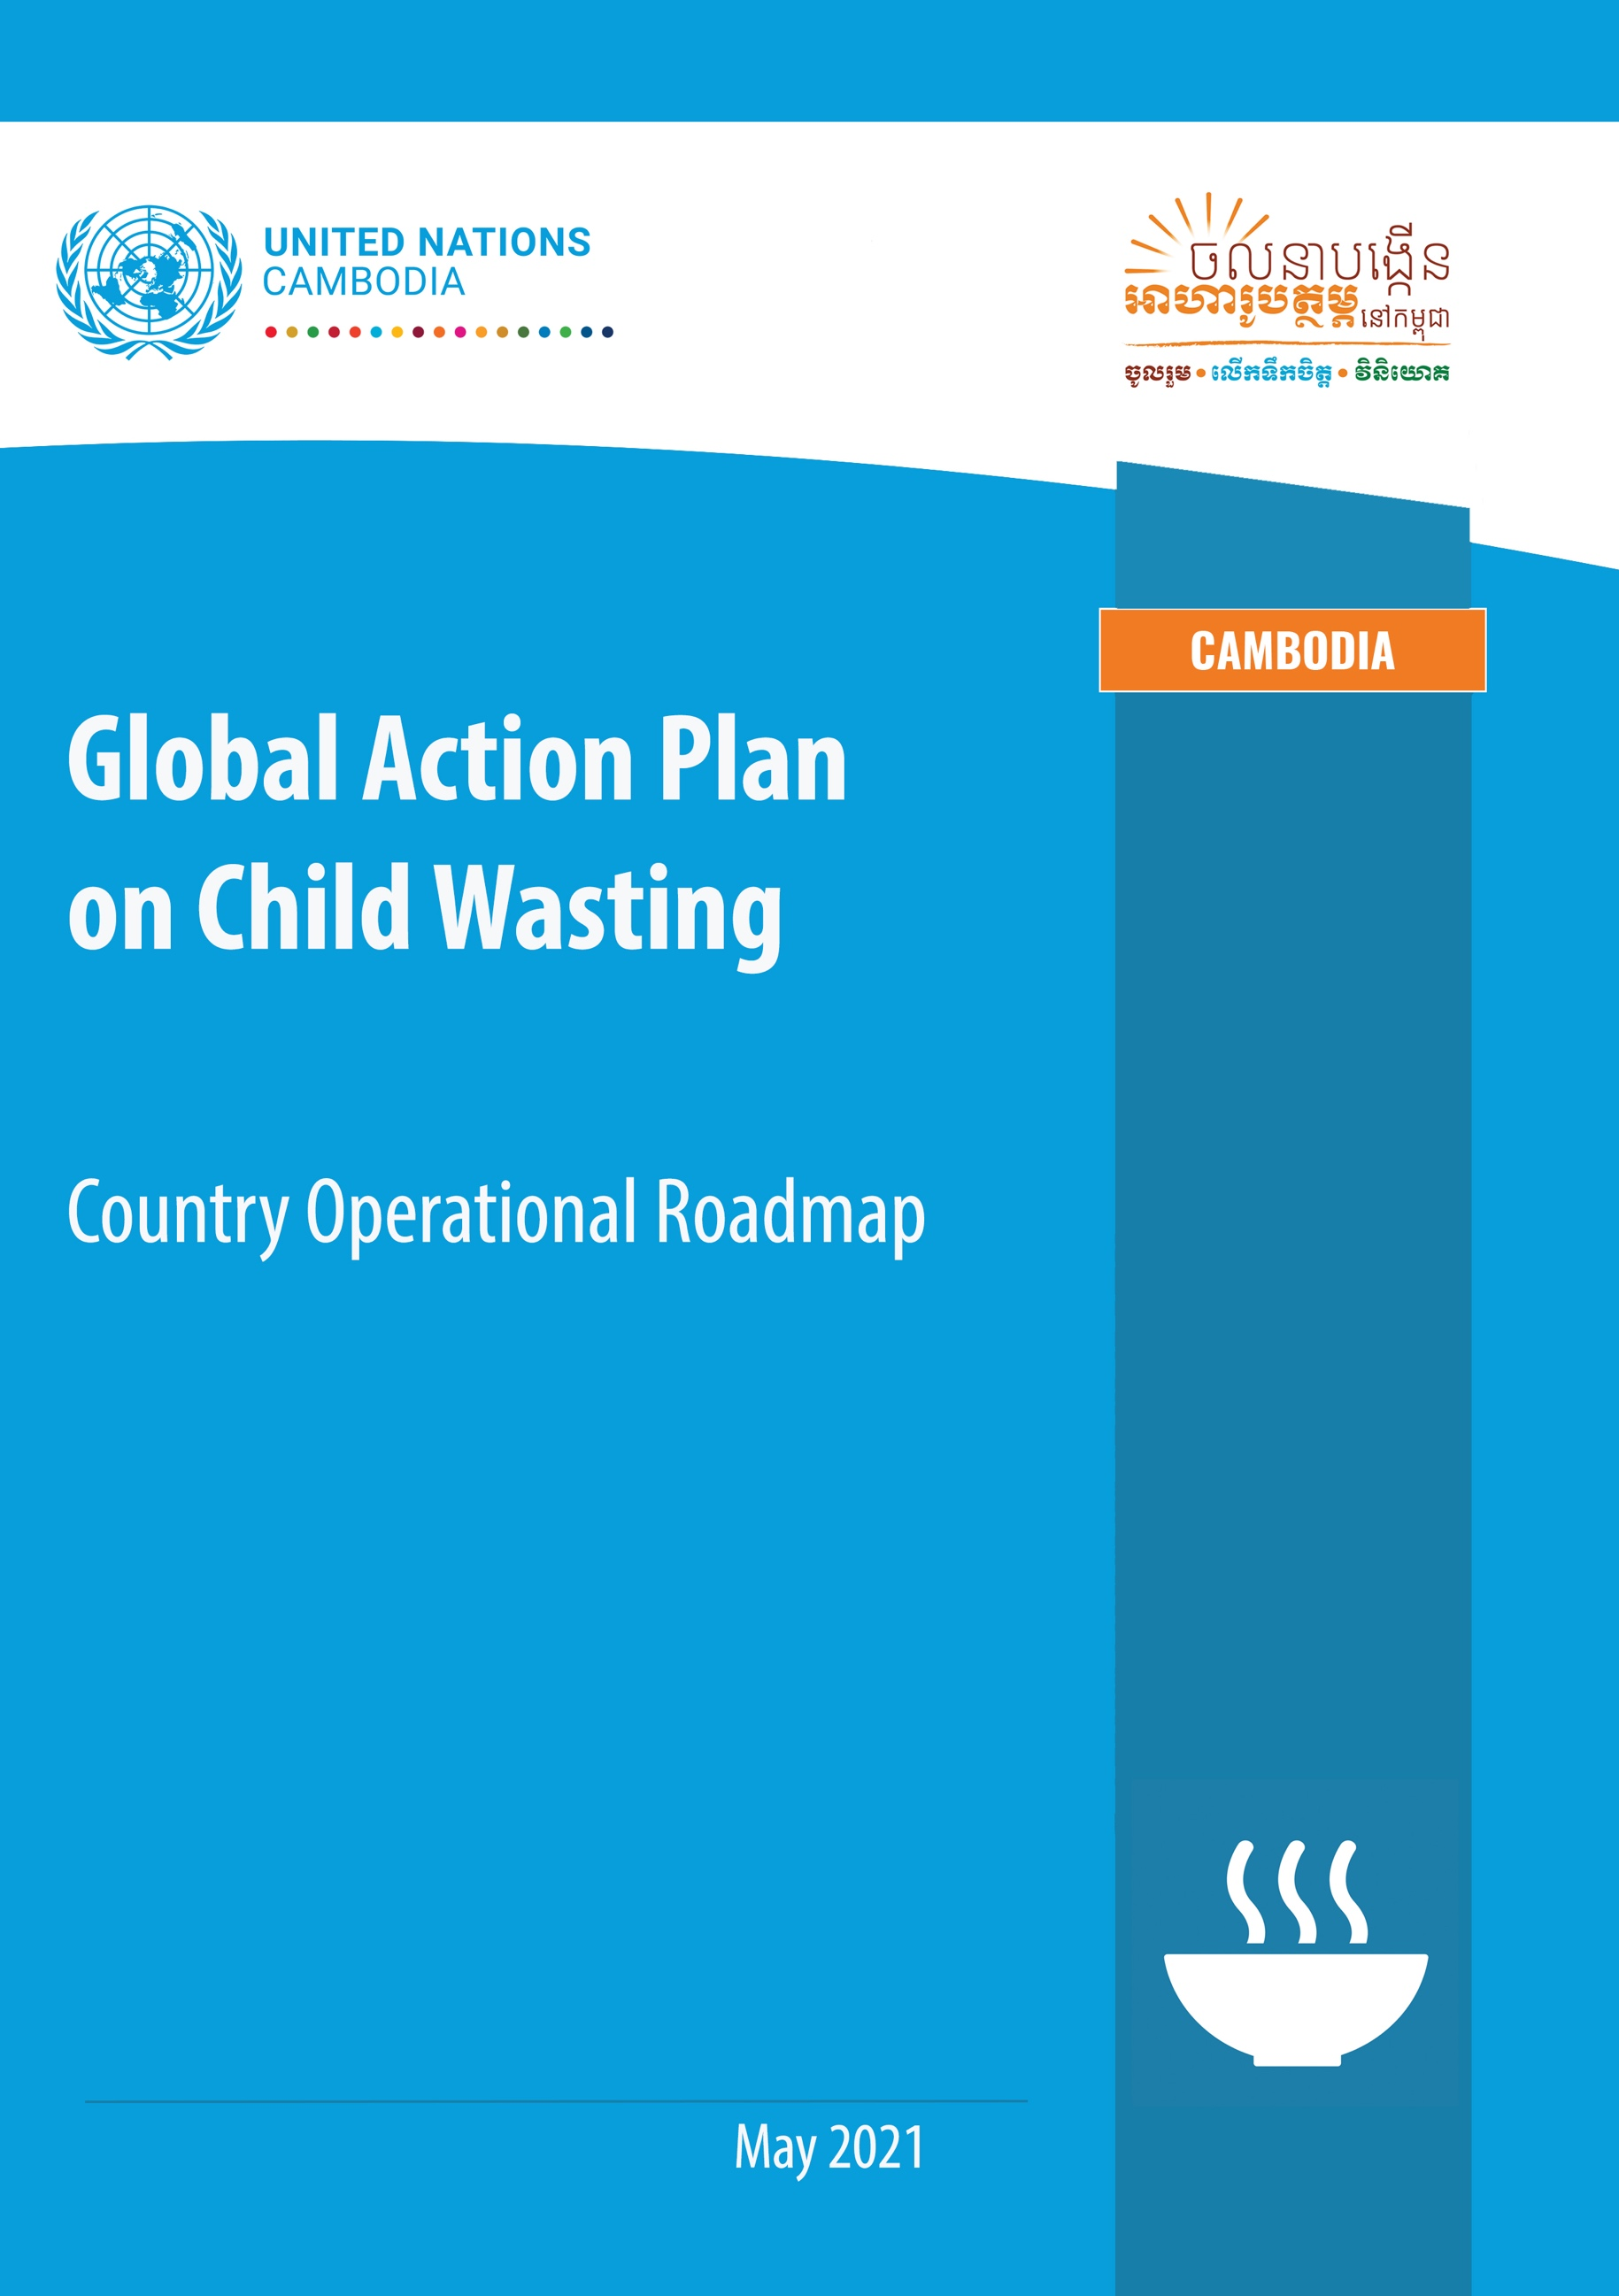 UNITED NATIONS
CAMBODIA
ចលនាបង្កើន
អាហារូបត្ថម្ភ
នៅកម្ពុជា
ចូលរួម • លើកទឹកចិត្ត • វិនិយោគ
CAMBODIA
Global Action Plan
on Child Wasting
Country Operational Roadmap
May 2021